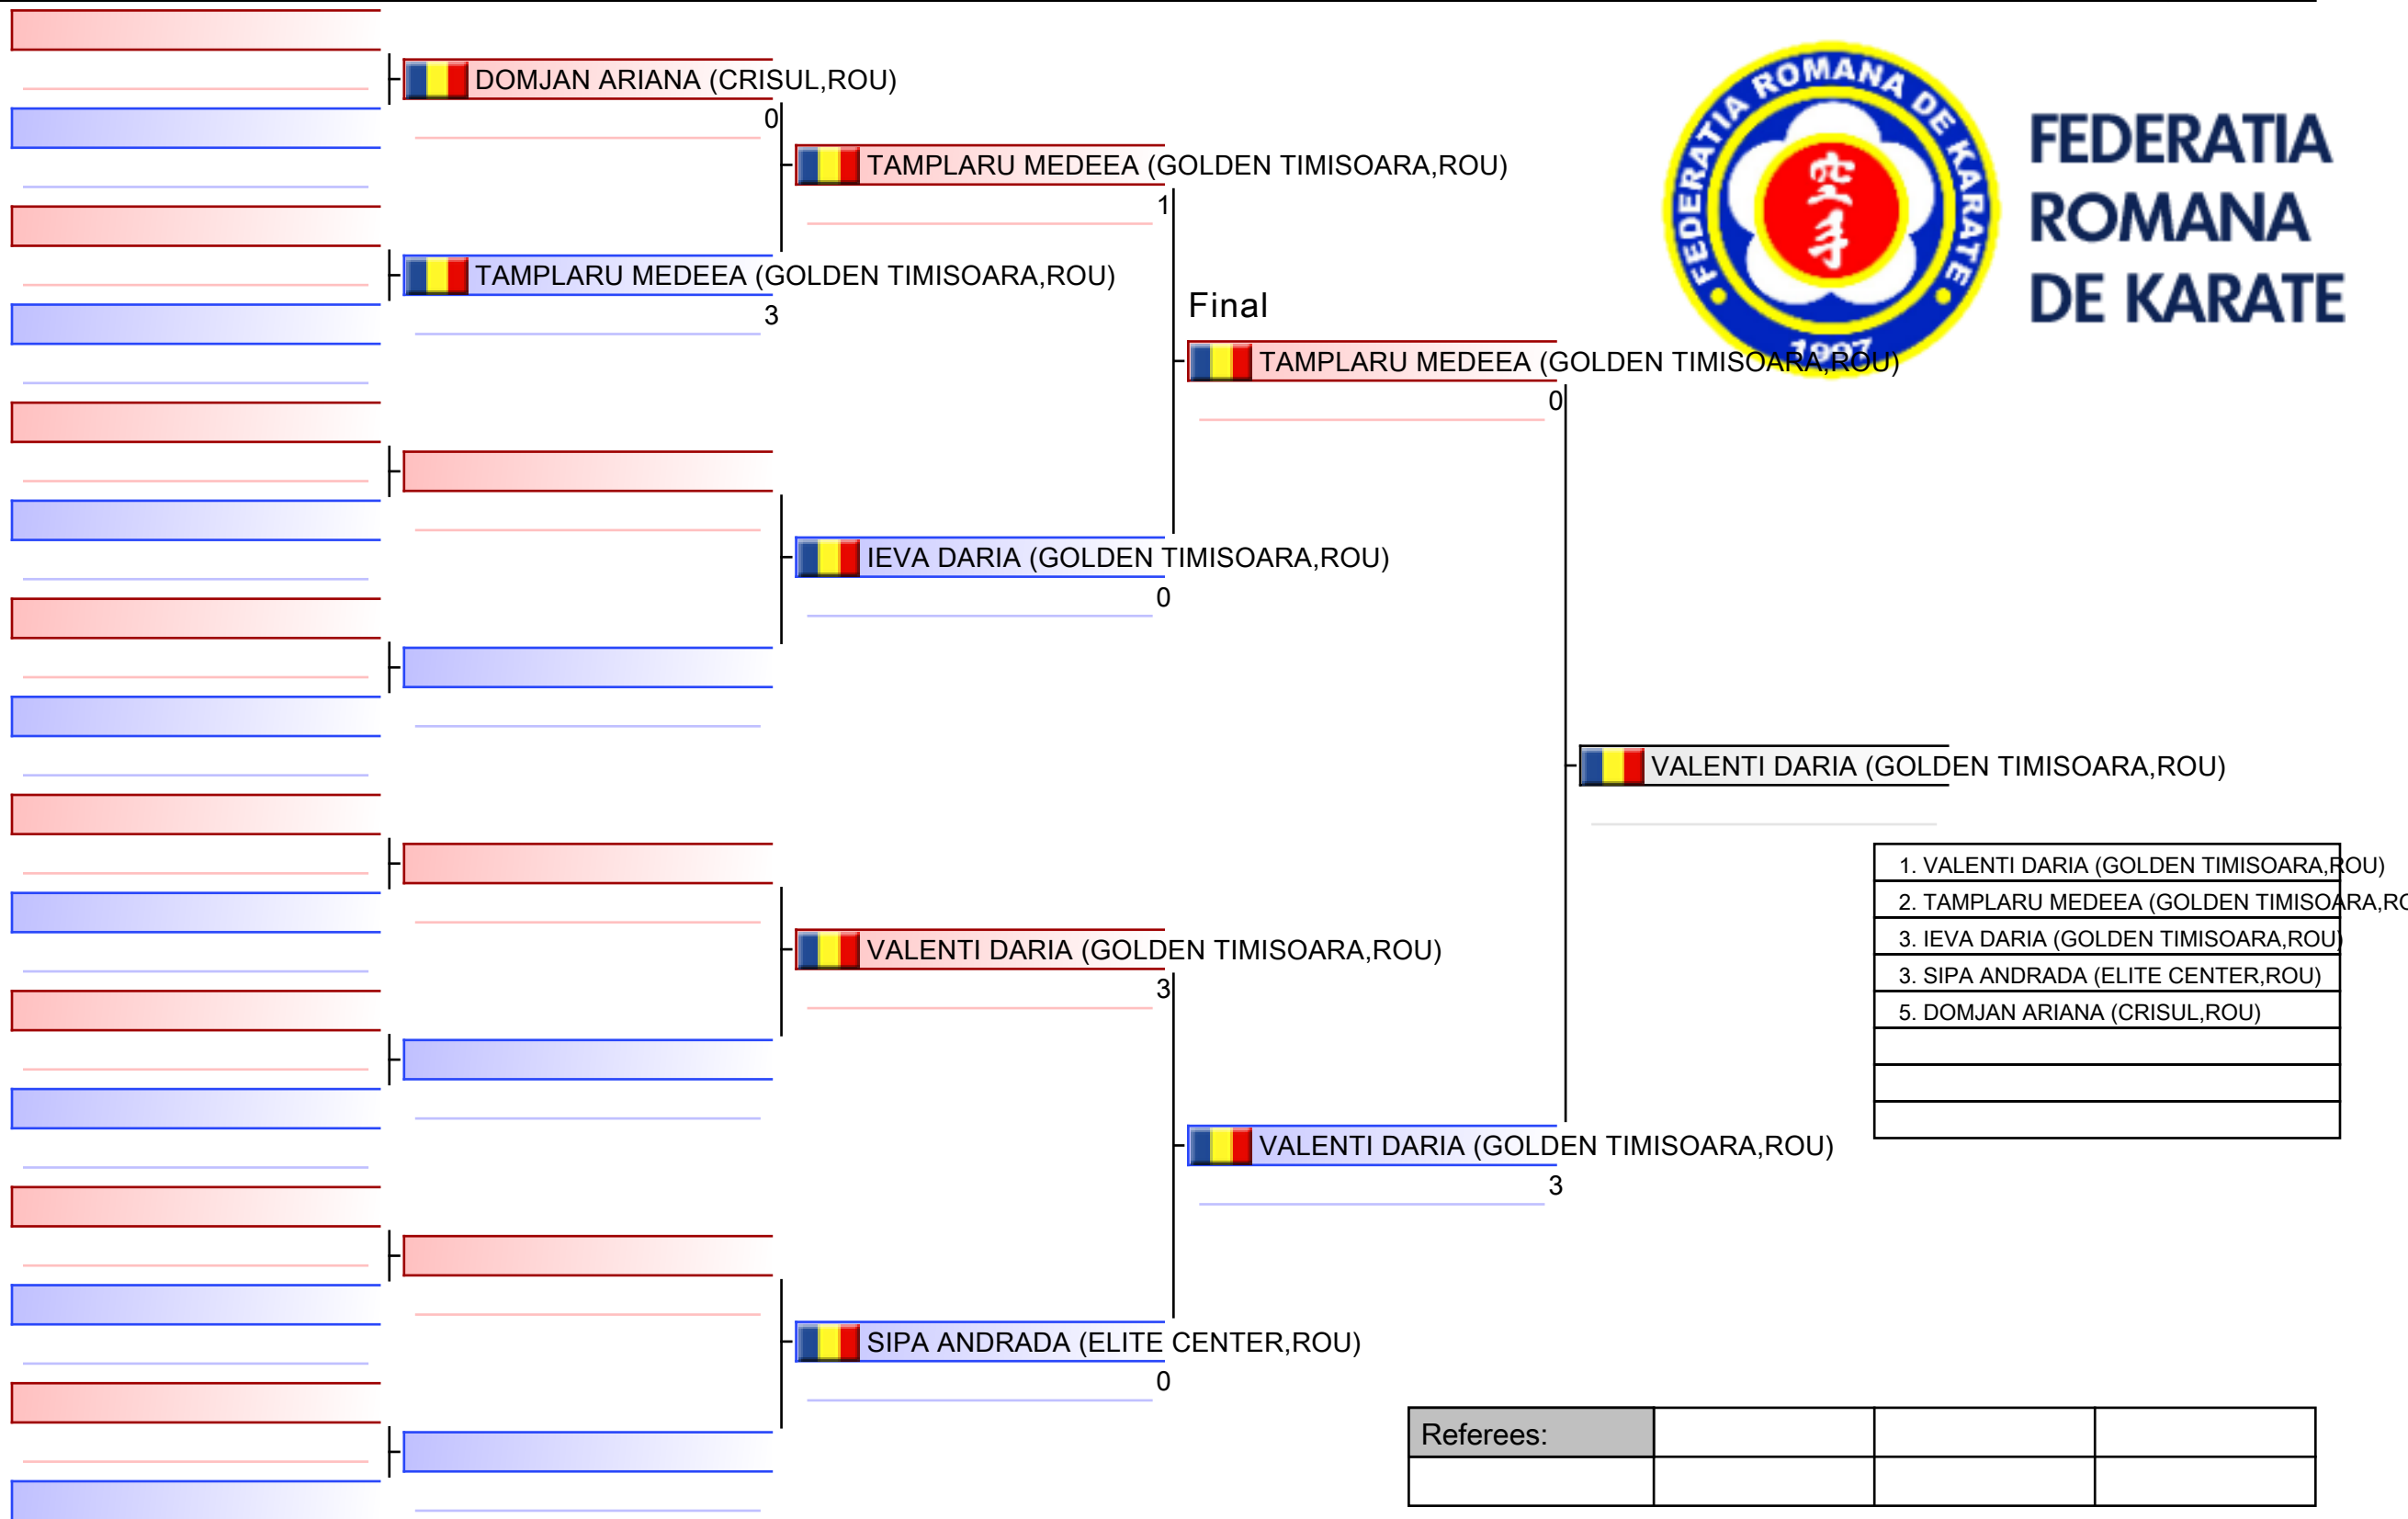 DOMJAN ARIANA (CRISUL,ROU)
0
TAMPLARU MEDEEA (GOLDEN TIMISOARA,ROU)
1
TAMPLARU MEDEEA (GOLDEN TIMISOARA,ROU)
3
Final
TAMPLARU MEDEEA (GOLDEN TIMISOARA,ROU)
0
IEVA DARIA (GOLDEN TIMISOARA,ROU)
0
VALENTI DARIA (GOLDEN TIMISOARA,ROU)
VALENTI DARIA (GOLDEN TIMISOARA,ROU)
3
VALENTI DARIA (GOLDEN TIMISOARA,ROU)
3
SIPA ANDRADA (ELITE CENTER,ROU)
0
FEDERATIA ROMANA DE KARATE
空手
1997
FEDERATIA
ROMANA
DE KARATE
1. VALENTI DARIA (GOLDEN TIMISOARA,ROU)
2. TAMPLARU MEDEEA (GOLDEN TIMISOARA,RO
3. IEVA DARIA (GOLDEN TIMISOARA,ROU)
3. SIPA ANDRADA (ELITE CENTER,ROU)
5. DOMJAN ARIANA (CRISUL,ROU)
Referees: